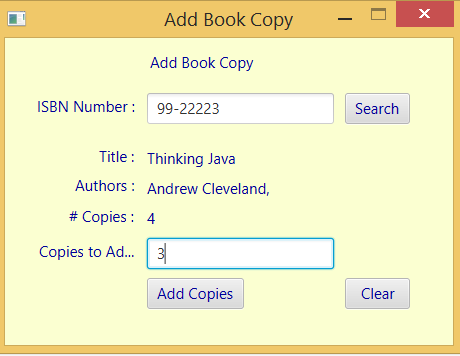 Add Book Copy
Add Book Copy
ISBN Number : 99-22223 Search
Title : Thinking Java
Authors : Andrew Cleveland,
# Copies : 4
Copies to Ad... 3
Add Copies Clear